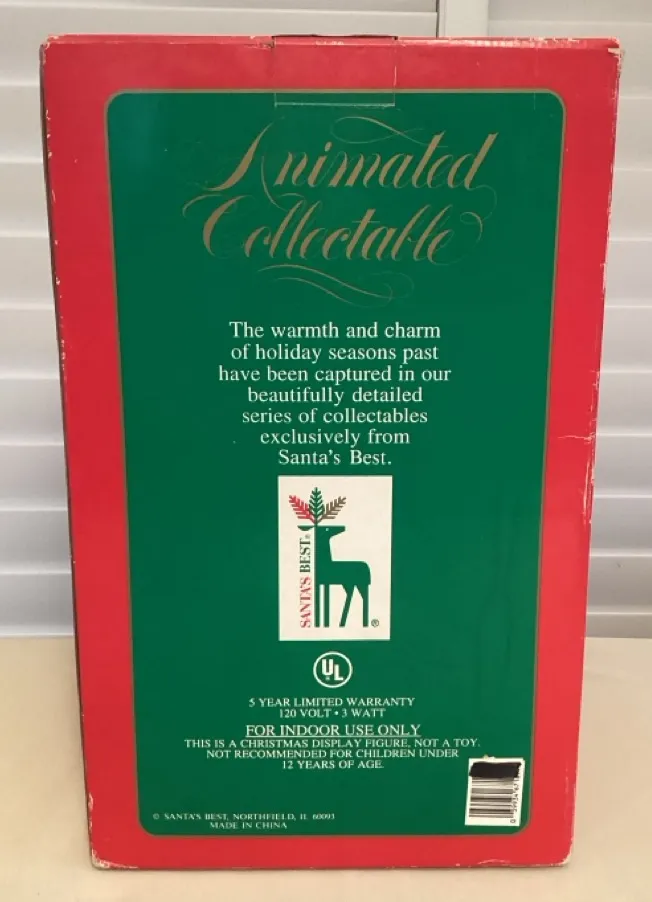 Animated
Collectable
The warmth and charm
of holiday seasons past
have been captured in our
beautifully detailed
series of collectables
exclusively from
Santa's Best.
SANTA'S BEST®
®
UL
5 YEAR LIMITED WARRANTY
120 VOLT • 3 WATT
FOR INDOOR USE ONLY
THIS IS A CHRISTMAS DISPLAY FIGURE, NOT A TOY.
NOT RECOMMENDED FOR CHILDREN UNDER
12 YEARS OF AGE.
© SANTA'S BEST, NORTHFIELD, IL 60093
MADE IN CHINA